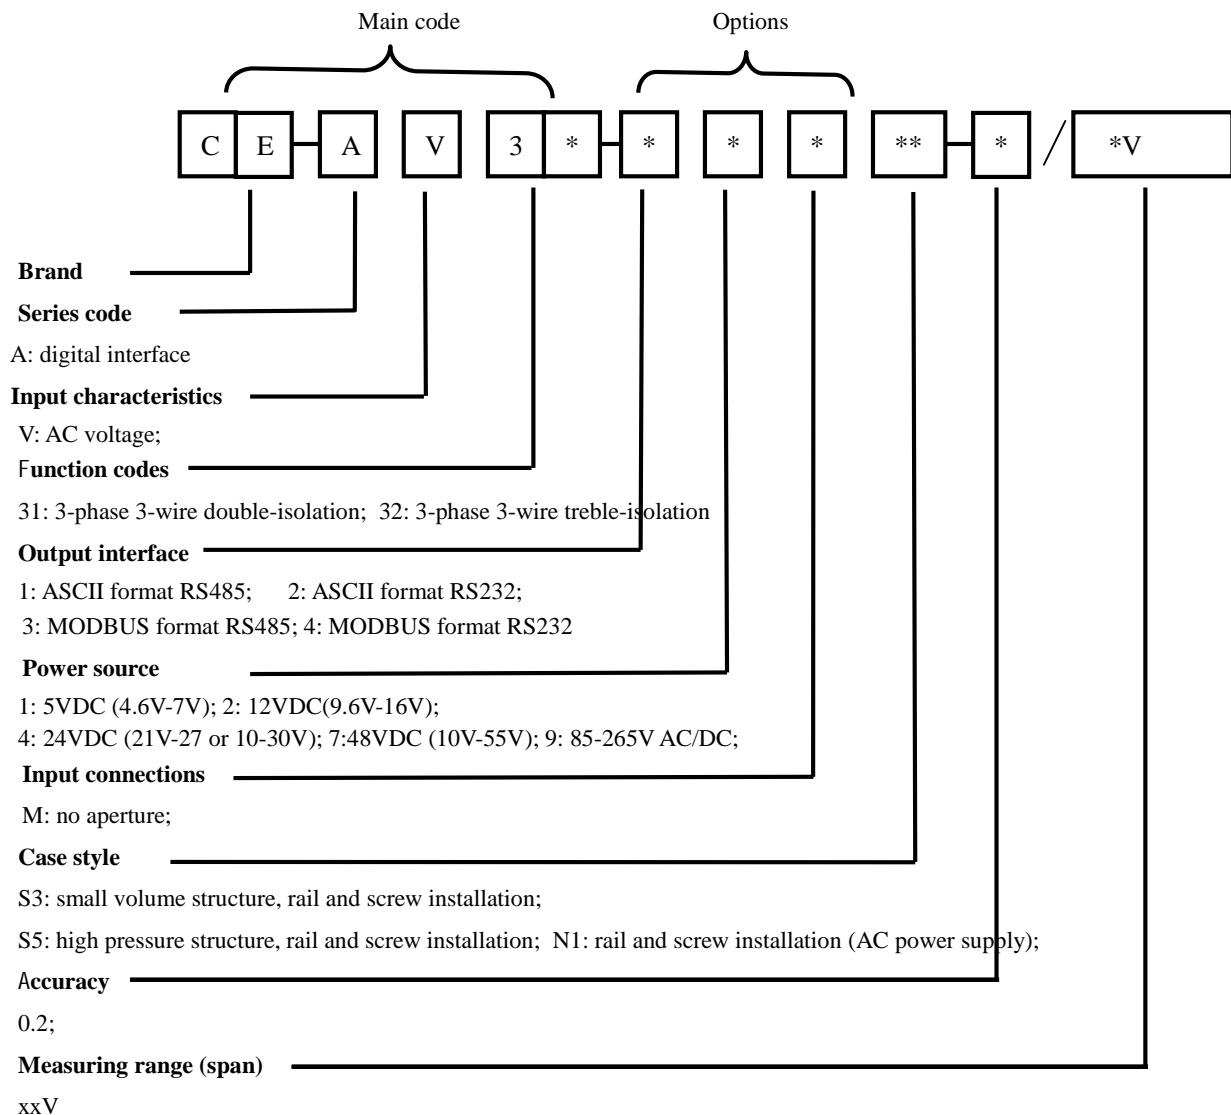 Main code Options
C E A V 3 * * * * ** * / *V
Brand
Series code
A: digital interface
Input characteristics
V: AC voltage;
Function codes
31: 3-phase 3-wire double-isolation; 32: 3-phase 3-wire treble-isolation
Output interface
1: ASCII format RS485; 2: ASCII format RS232;
3: MODBUS format RS485; 4: MODBUS format RS232
Power source
1: 5VDC (4.6V-7V); 2: 12VDC(9.6V-16V);
4: 24VDC (21V-27 or 10-30V); 7:48VDC (10V-55V); 9: 85-265V AC/DC;
Input connections
M: no aperture;
Case style
S3: small volume structure, rail and screw installation;
S5: high pressure structure, rail and screw installation; N1: rail and screw installation (AC power supply);
Accuracy
0.2;
Measuring range (span)
xxV